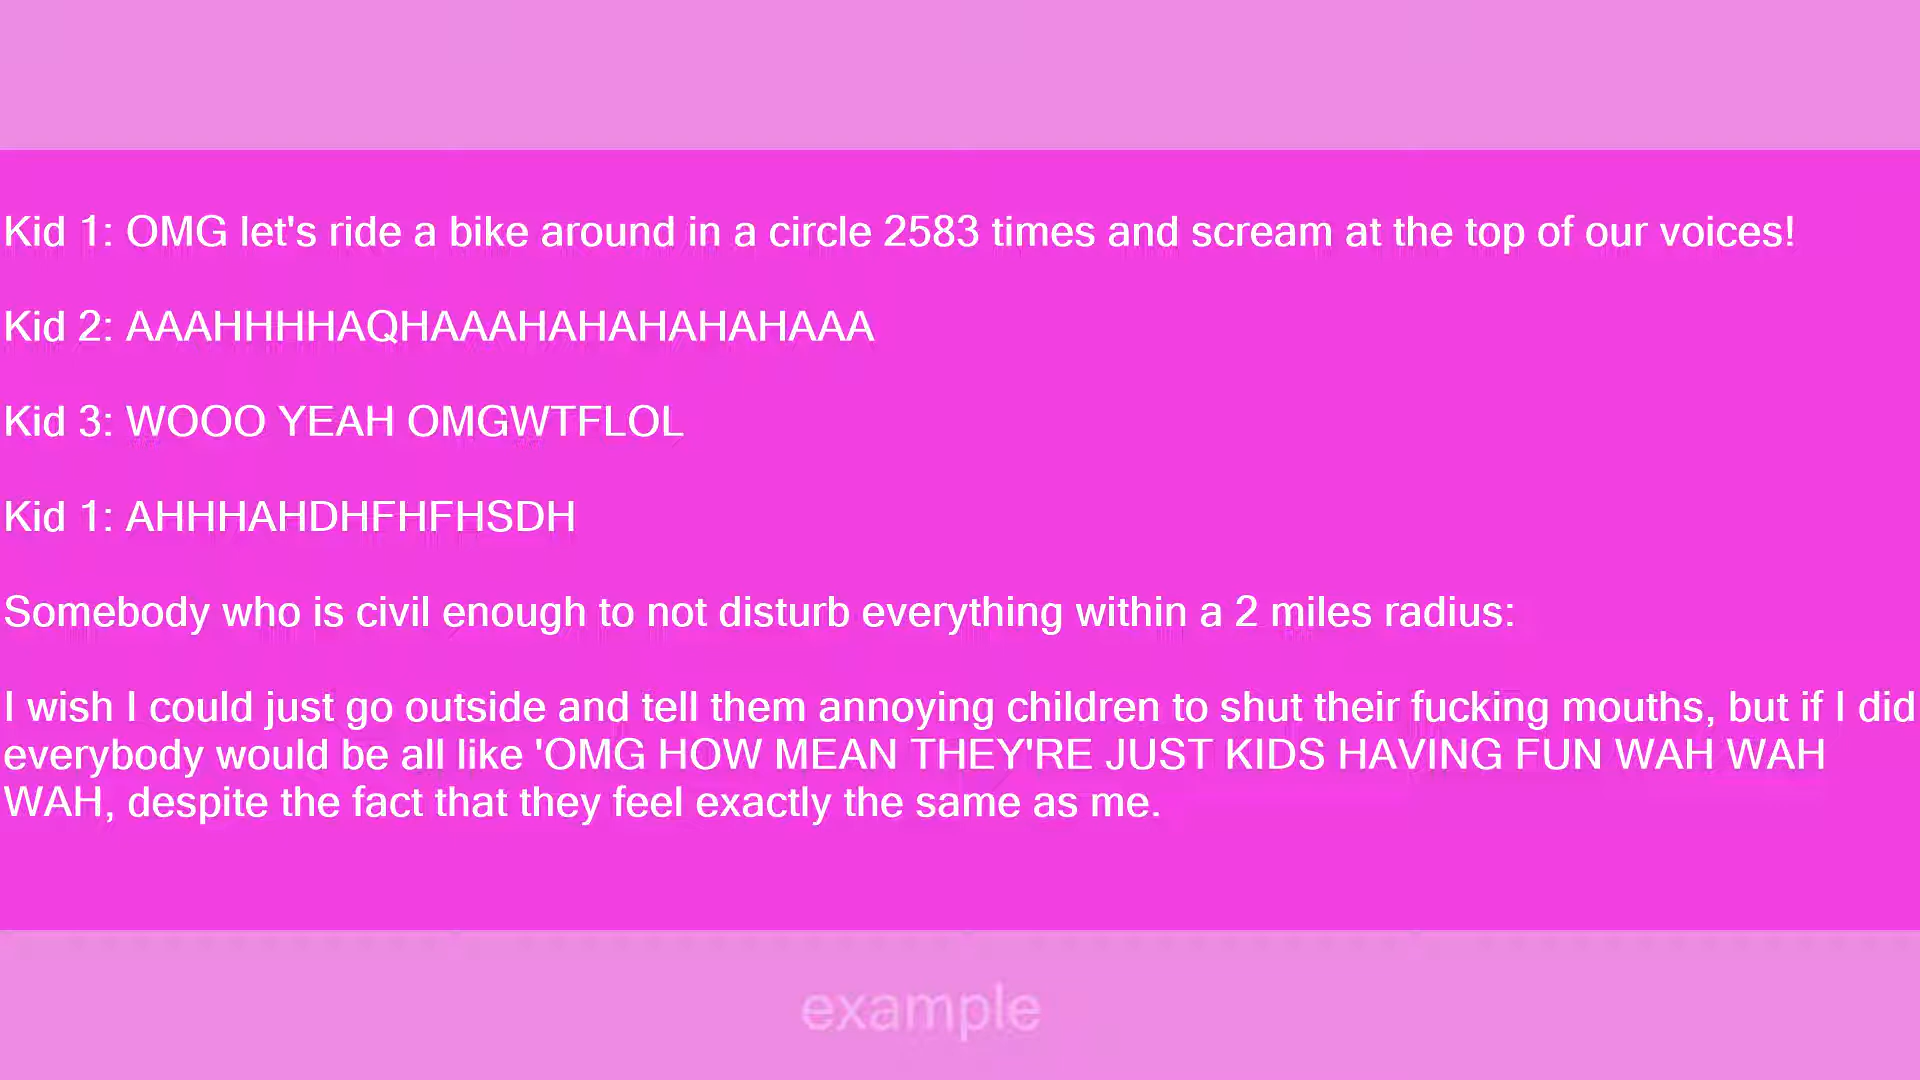 Kid 1: OMG let's ride a bike around in a circle 2583 times and scream at the top of our voices!
Kid 2: AAAHHHHAQHAAAHAHAHAHAHAAA
Kid 3: WOOO YEAH OMGWTFLOL
Kid 1: AHHHAHDHFHFHSDH
Somebody who is civil enough to not disturb everything within a 2 miles radius:
I wish I could just go outside and tell them annoying children to shut their fucking mouths, but if I did
everybody would be all like 'OMG HOW MEAN THEY'RE JUST KIDS HAVING FUN WAH WAH
WAH, despite the fact that they feel exactly the same as me.
example